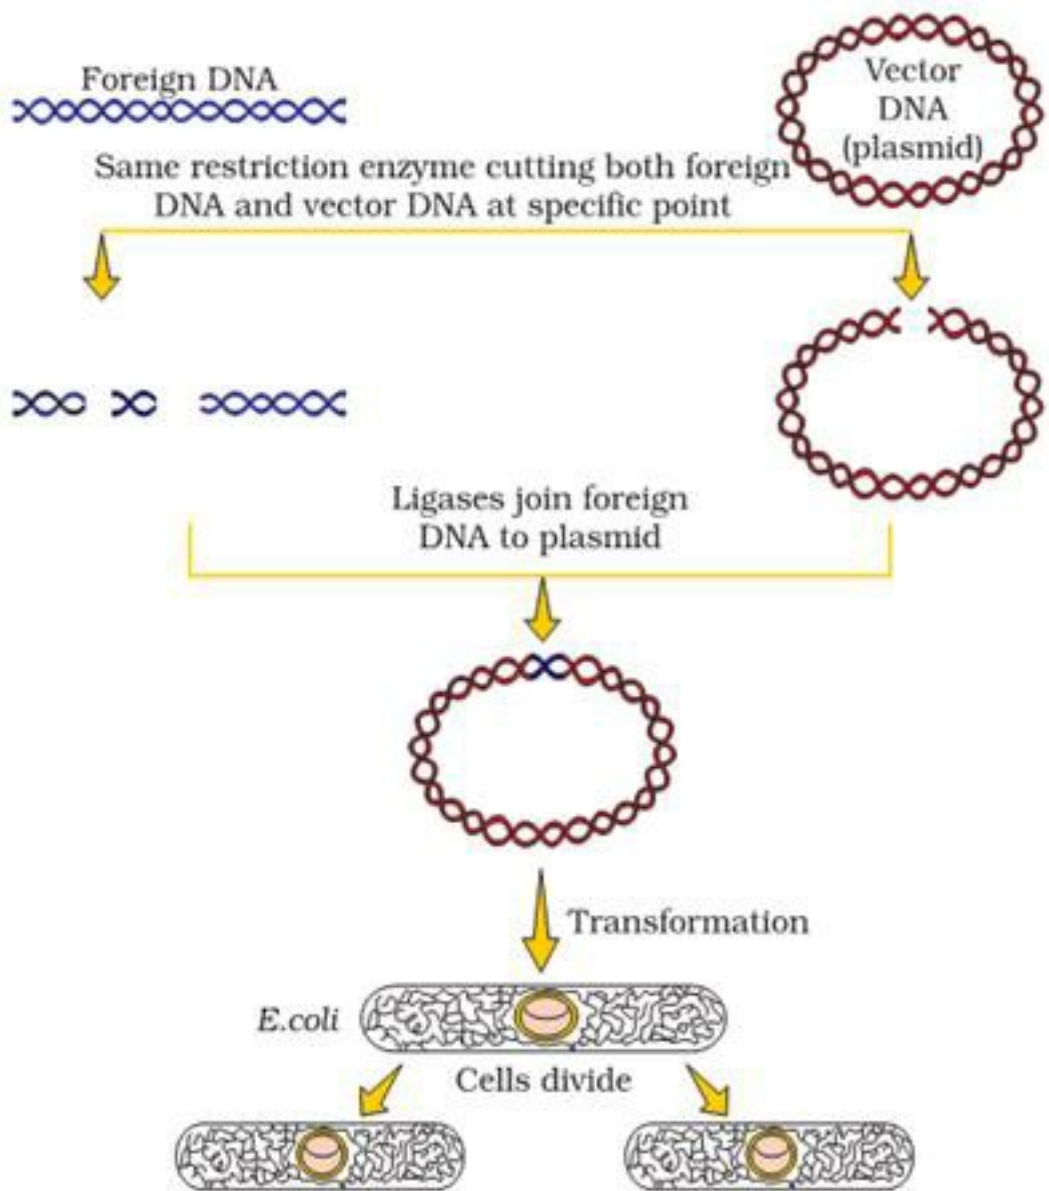 Foreign DNA
Vector
DNA
(plasmid)
Same restriction enzyme cutting both foreign
DNA and vector DNA at specific point
Ligases join foreign
DNA to plasmid
Transformation
E.coli
Cells divide